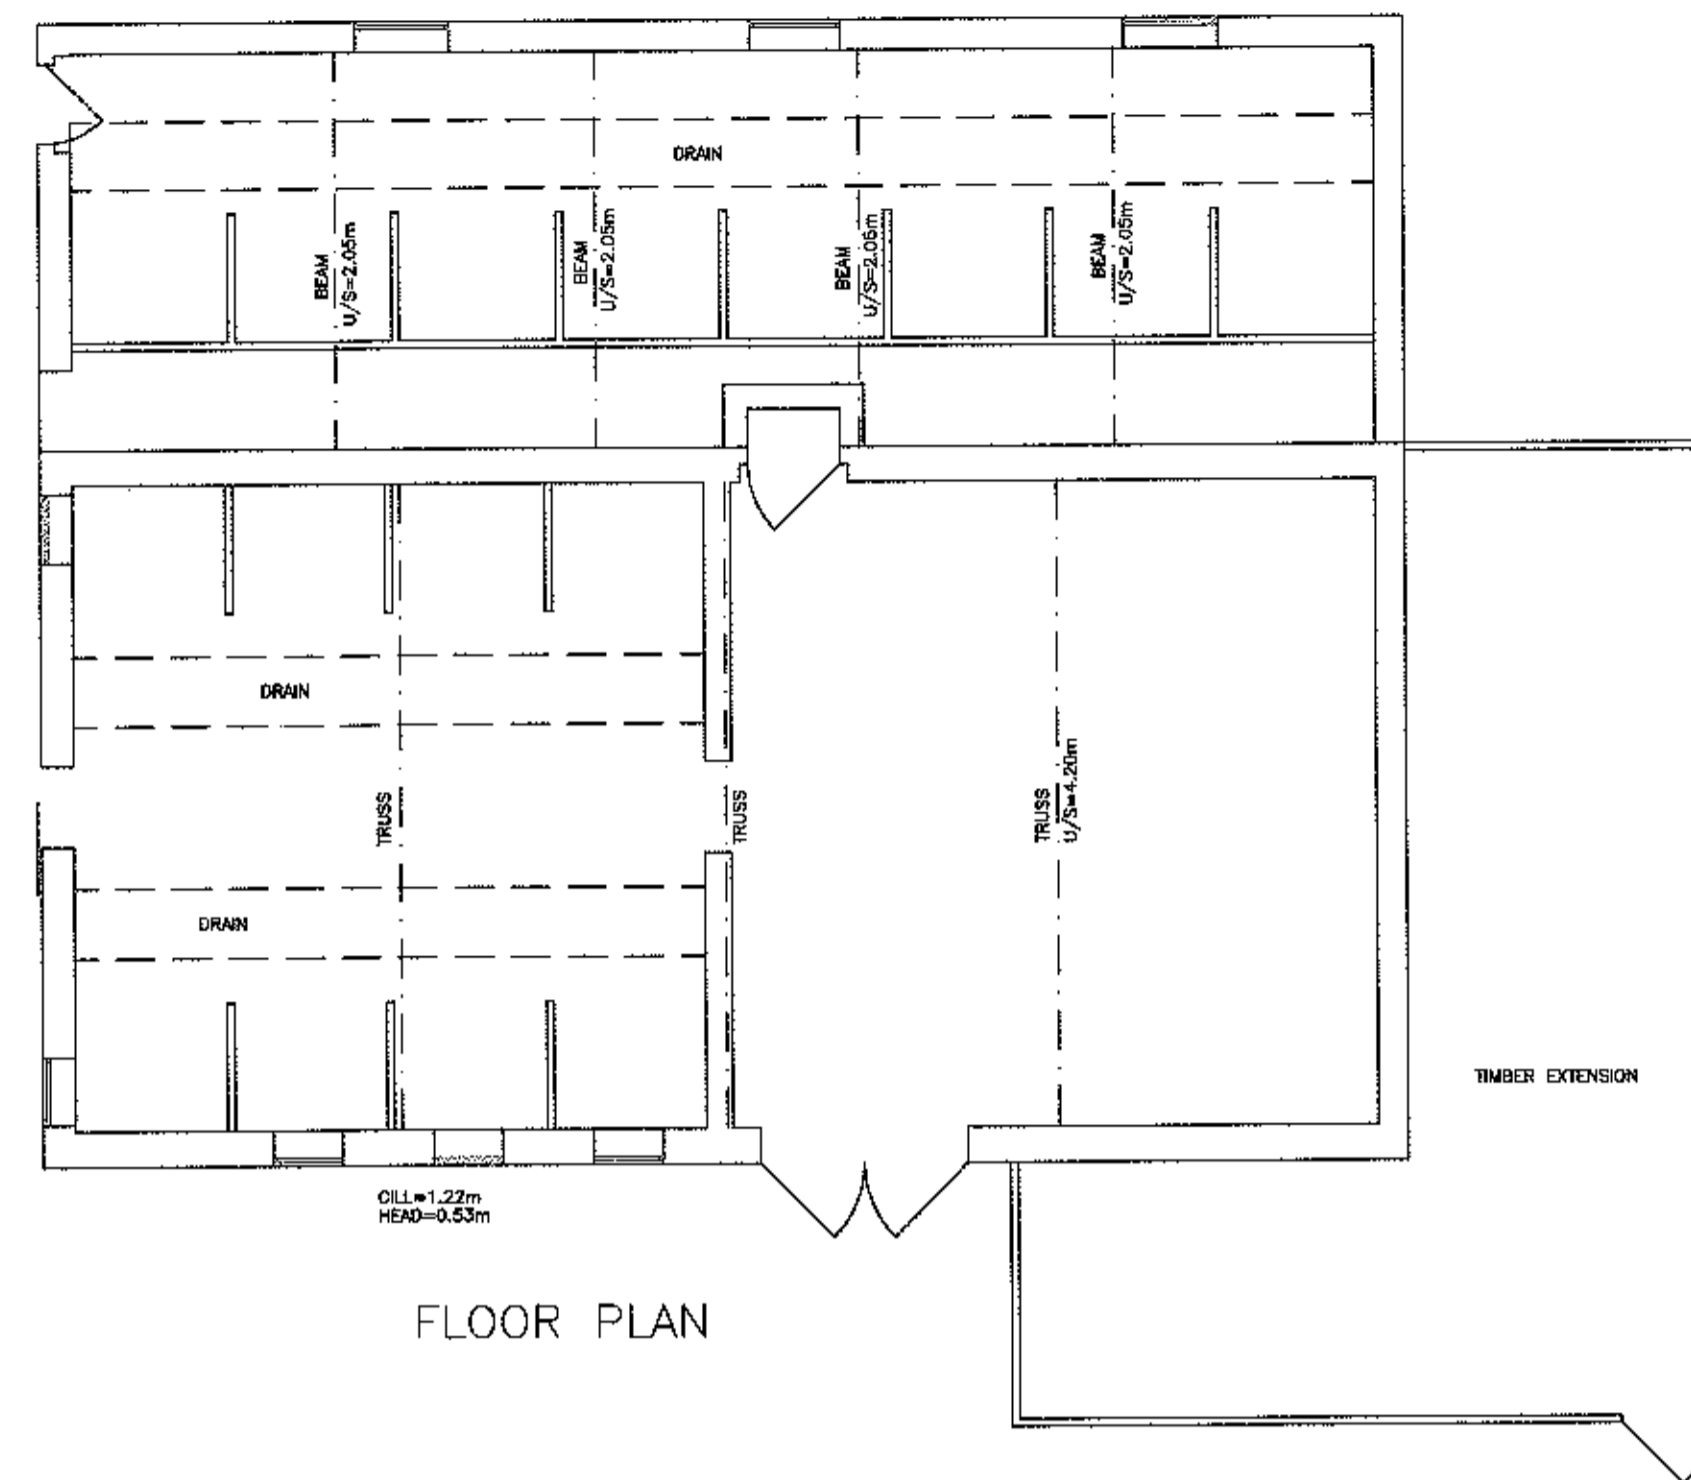 DRAIN
BEAM
U/S=2.05m
BEAM
U/S=2.05m
BEAM
U/S=2.05m
BEAM
U/S=2.05m
DRAIN
TRUSS
TRUSS
TRUSS
U/S=4.20m
DRAIN
TIMBER EXTENSION
CILL=1.22m
HEAD=0.53m
FLOOR PLAN